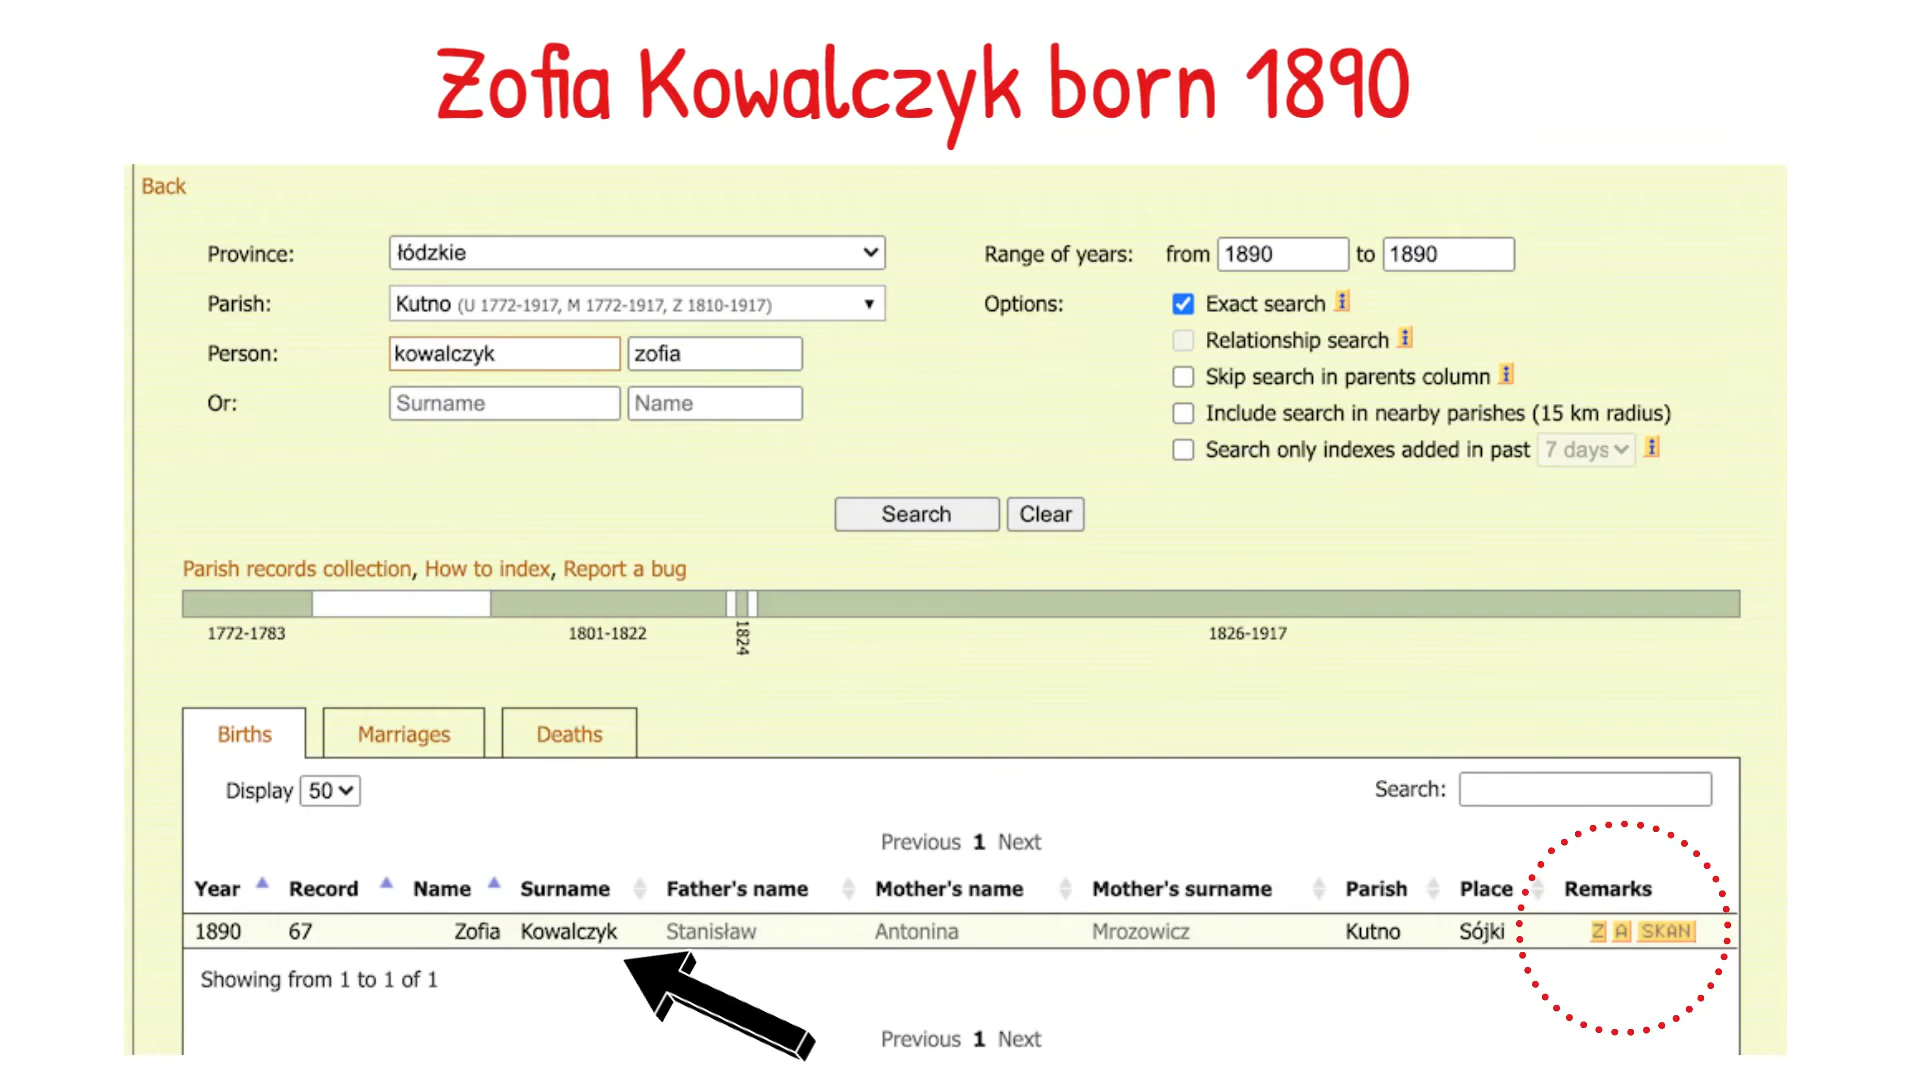 Zofia Kowalczyk born 1890
Back
Province: łódzkie Range of years: from 1890 to 1890
Parish: Kutno (U 1772-1917, M 1772-1917, Z 1810-1917) Options: Exact search i
Relationship search i
Person: kowalczyk zofia
Skip search in parents column i
Or: Surname Name Include search in nearby parishes (15 km radius)
Search only indexes added in past 7 days i
Search Clear
Parish records collection, How to index, Report a bug
1772-1783 1801-1822 1824 1826-1917
Births Marriages Deaths
Display 50 Search:
Previous 1 Next
Year Record Name Surname Father's name Mother's name Mother's surname Parish Place Remarks
1890 67 Zofia Kowalczyk Stanisław Antonina Mrozowicz Kutno Sójki Z A SKAN
Showing from 1 to 1 of 1
Previous 1 Next